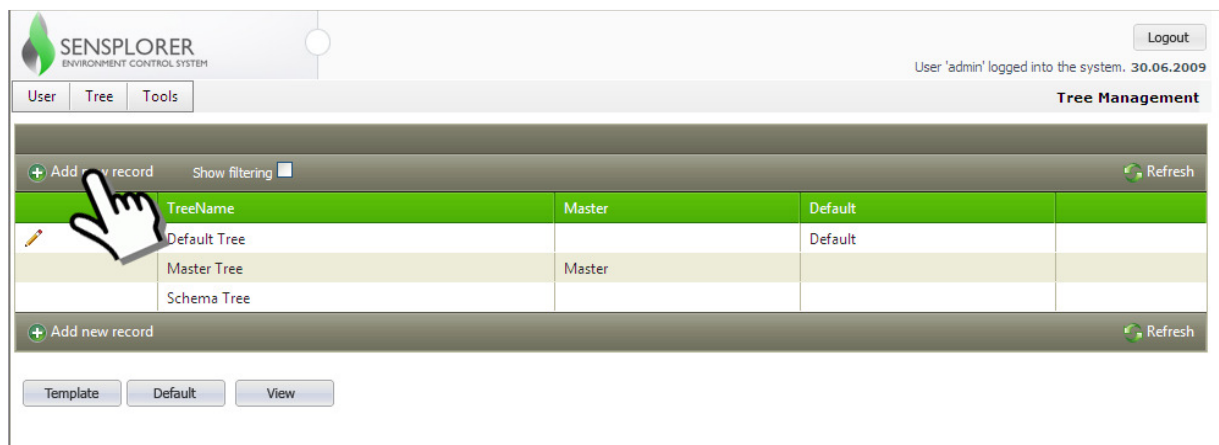 SENSPLORER
ENVIRONMENT CONTROL SYSTEM
Logout
User 'admin' logged into the system. 30.06.2009
User Tree Tools
Tree Management
Add new record Show filtering Refresh
TreeName Master Default
Default Tree Default
Master Tree Master
Schema Tree
Add new record Refresh
Template Default View